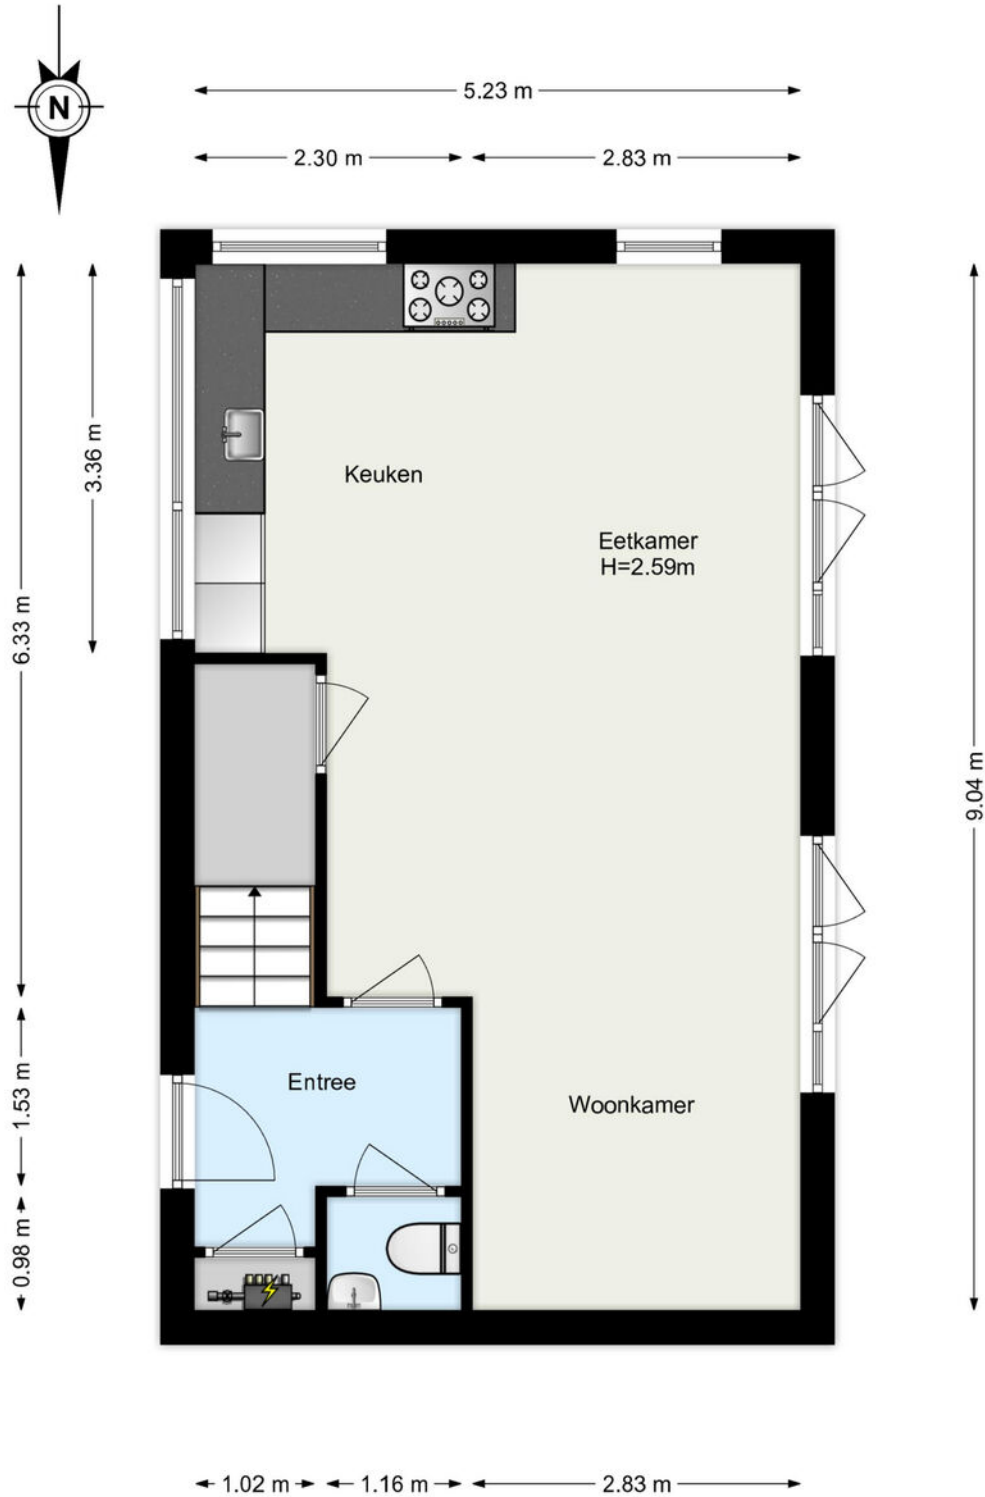 N
5.23 m
2.30 m
2.83 m
3.36 m
6.33 m
Keuken
Eetkamer
H=2.59m
9.04 m
1.53 m
Entree
Woonkamer
0.98 m
1.02 m
1.16 m
2.83 m